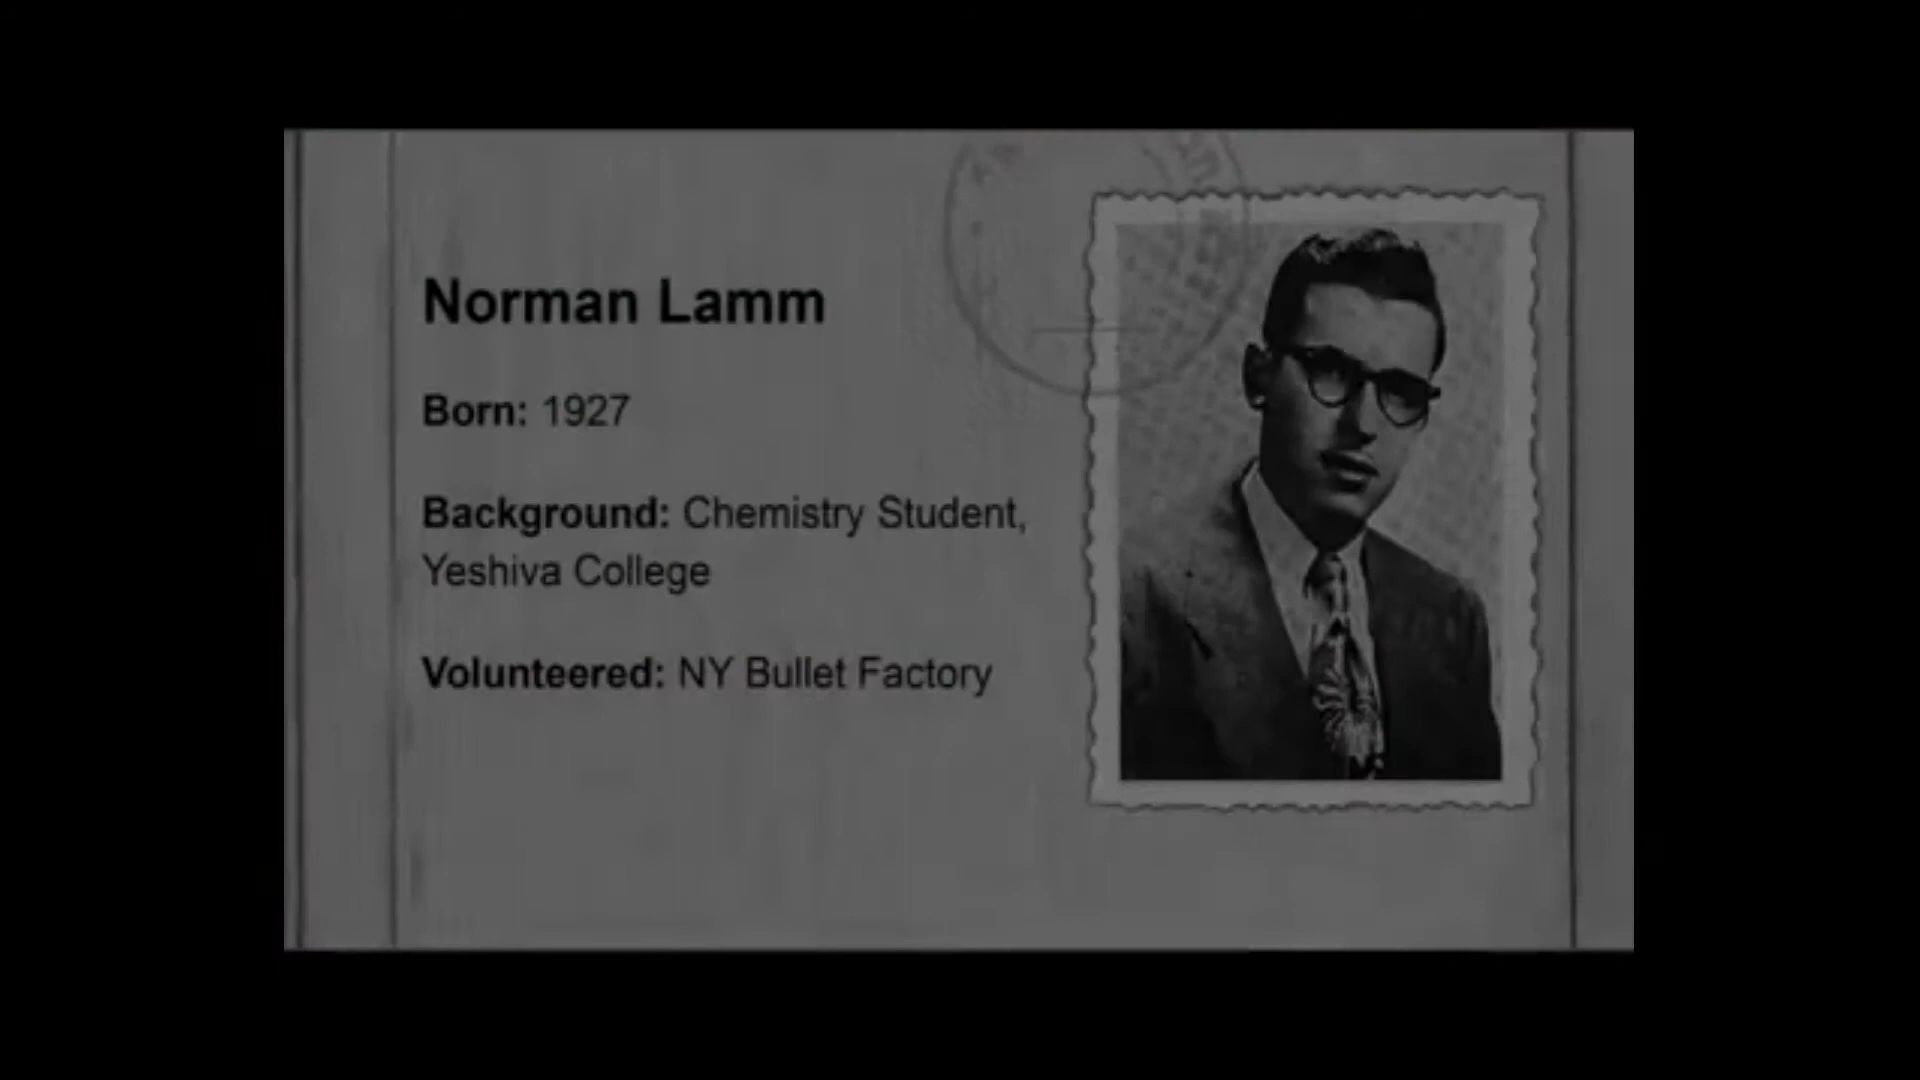 Norman Lamm
Born: 1927
Background: Chemistry Student,
Yeshiva College
Volunteered: NY Bullet Factory